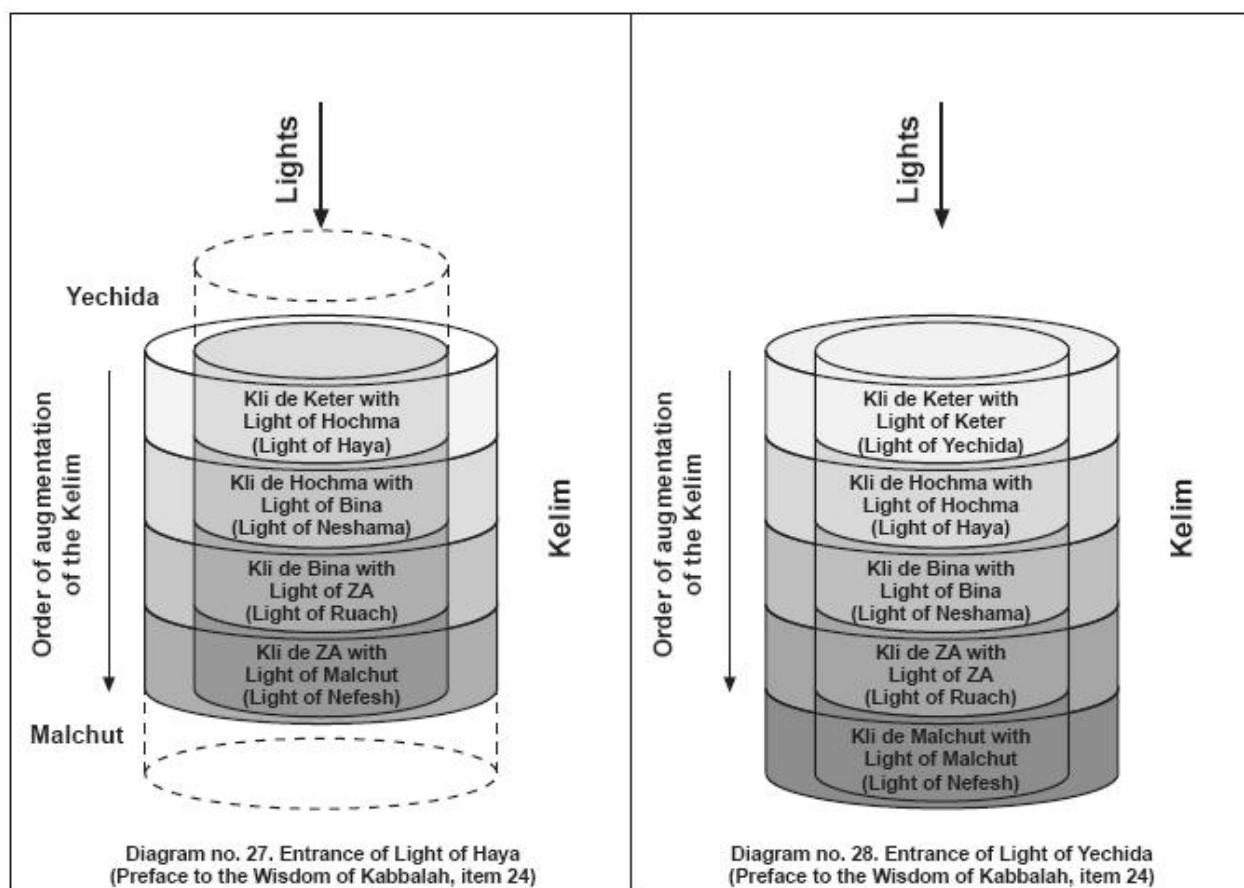 Lights
Yechida
Order of augmentation
of the Kelim
Kli de Keter with
Light of Hochma
(Light of Haya)
Kli de Hochma with
Light of Bina
(Light of Neshama)
Kli de Bina with
Light of ZA
(Light of Ruach)
Kli de ZA with
Light of Malchut
(Light of Nefesh)
Kelim
Malchut
Diagram no. 27. Entrance of Light of Haya
(Preface to the Wisdom of Kabbalah, item 24)
Lights
Order of augmentation
of the Kelim
Kli de Keter with
Light of Keter
(Light of Yechida)
Kli de Hochma with
Light of Hochma
(Light of Haya)
Kli de Bina with
Light of Bina
(Light of Neshama)
Kli de ZA with
Light of ZA
(Light of Ruach)
Kli de Malchut with
Light of Malchut
(Light of Nefesh)
Kelim
Diagram no. 28. Entrance of Light of Yechida
(Preface to the Wisdom of Kabbalah, item 24)